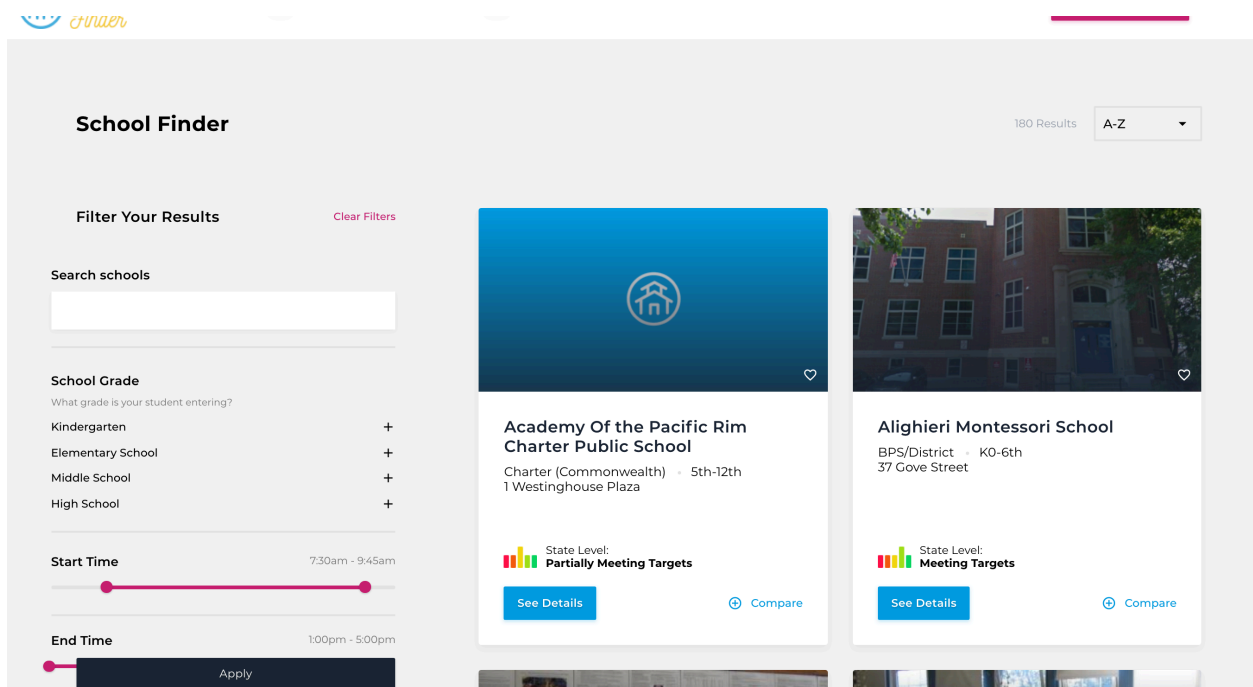 Finder
School Finder
180 Results
A-Z
Filter Your Results
Clear Filters
Search schools
School Grade
What grade is your student entering?
Kindergarten
Elementary School
Middle School
High School
Start Time
7:30am - 9:45am
End Time
1:00pm - 5:00pm
Apply
Academy Of the Pacific Rim
Charter Public School
Charter (Commonwealth) • 5th-12th
1 Westinghouse Plaza
State Level:
Partially Meeting Targets
See Details
Compare
Alighieri Montessori School
BPS/District • K0-6th
37 Gove Street
State Level:
Meeting Targets
See Details
Compare